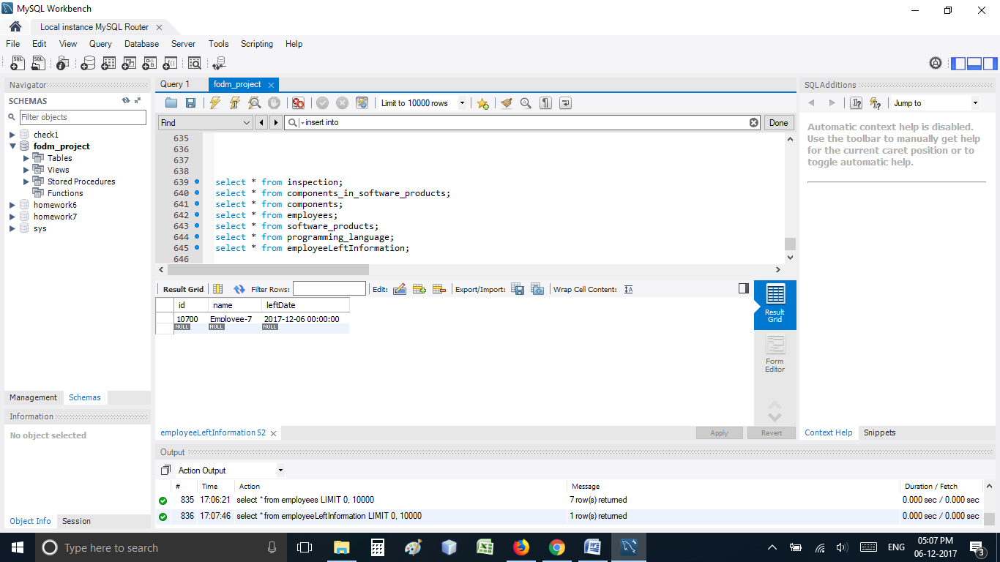 MySQL Workbench
Local instance MySQL Router
File Edit View Query Database Server Tools Scripting Help
Navigator
SCHEMAS
Filter objects
check1
fodm_project
Tables
Views
Stored Procedures
Functions
homework6
homework7
sys
Management Schemas
Information
No object selected
Object Info Session
Query 1 fodm_project
Limit to 10000 rows
Find insert into Done
635
636
637
638
639 select * from inspection;
640 select * from components_in_software_products;
641 select * from components;
642 select * from employees;
643 select * from software_products;
644 select * from programming_language;
645 select * from employeeLeftInformation;
646
Result Grid Filter Rows: Edit: Export/Import: Wrap Cell Content:
id name leftDate
10700 Employee-7 2017-12-06 00:00:00
NULL NULL NULL
Result
Grid
Form
Editor
employeeLeftInformation 52
Apply Revert
SQLAdditions
Jump to
Automatic context help is disabled.
Use the toolbar to manually get help
for the current caret position or to
toggle automatic help.
Context Help Snippets
Output
Action Output
# Time Action Message Duration / Fetch
835 17:06:21 select * from employees LIMIT 0, 10000 7 row(s) returned 0.000 sec / 0.000 sec
836 17:07:46 select * from employeeLeftInformation LIMIT 0, 10000 1 row(s) returned 0.000 sec / 0.000 sec
Type here to search
ENG
05:07 PM
06-12-2017
3